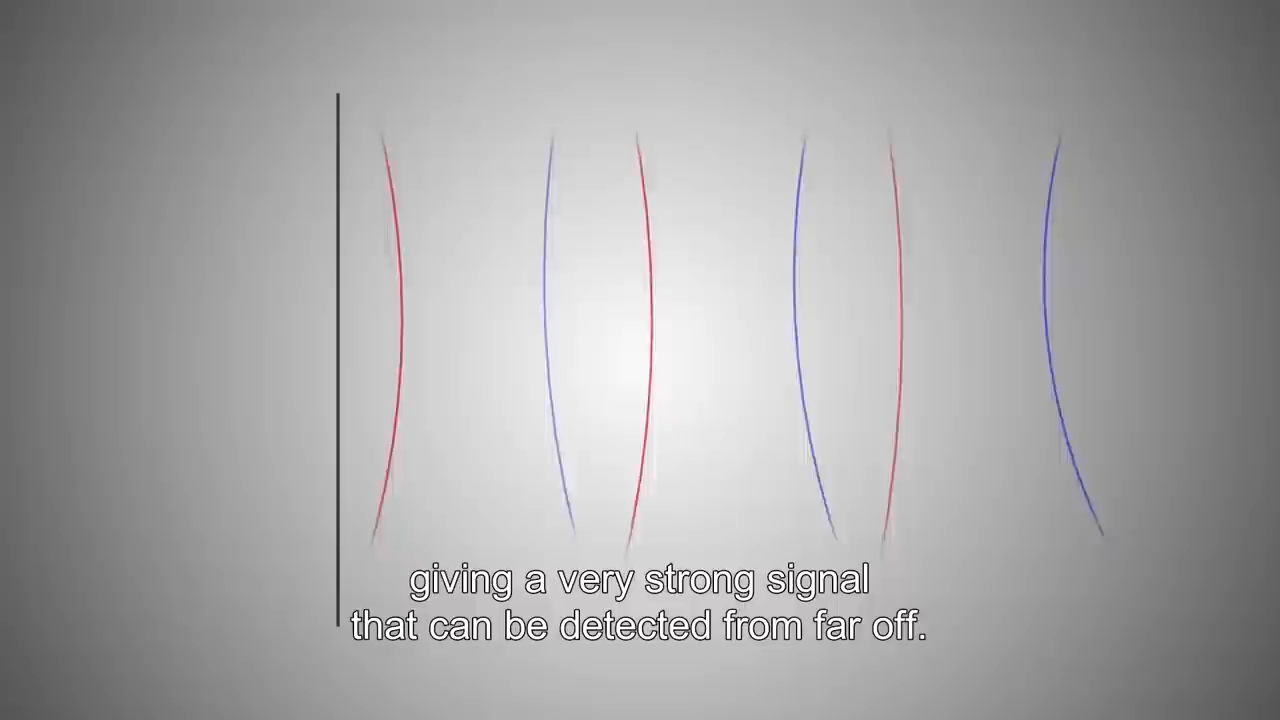 giving a very strong signal
that can be detected from far off.